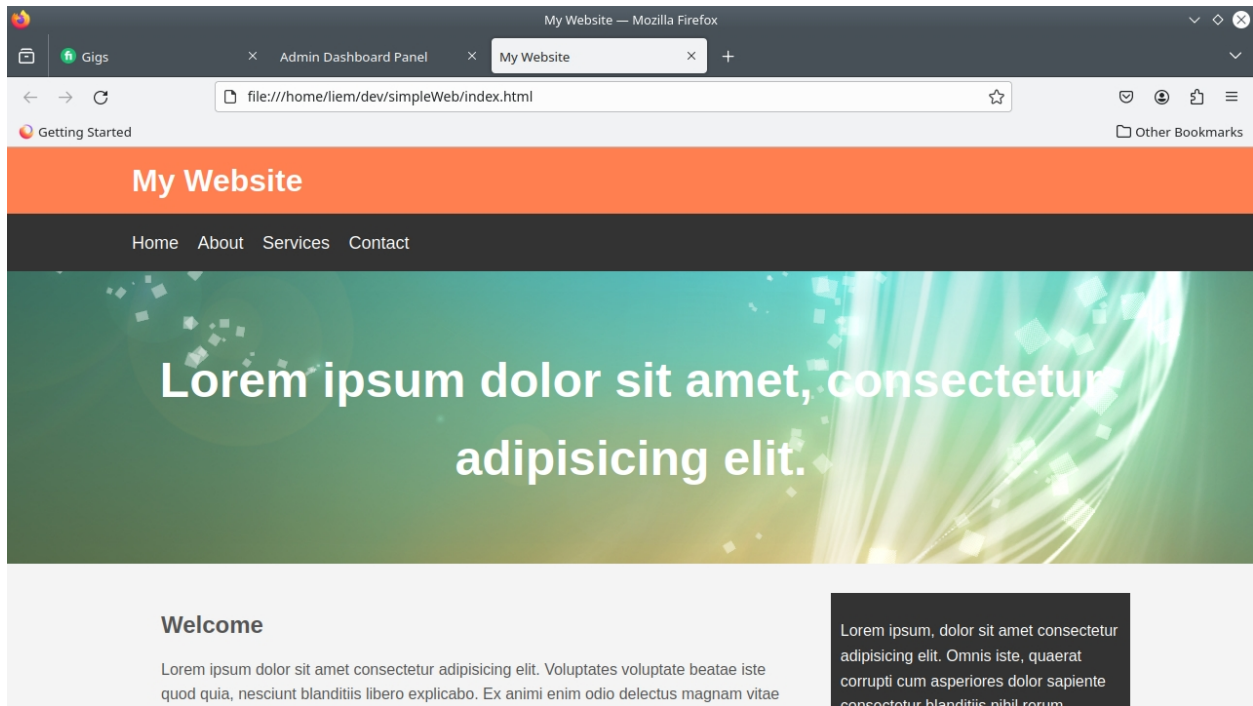 My Website — Mozilla Firefox
Gigs
Admin Dashboard Panel
My Website
file:///home/liem/dev/simpleWeb/index.html
Getting Started
Other Bookmarks
My Website
Home About Services Contact
Lorem ipsum dolor sit amet, consectetur
adipisicing elit.
Welcome
Lorem ipsum dolor sit amet consectetur adipisicing elit. Voluptates voluptate beatae iste
quod quia, nesciunt blanditiis libero explicabo. Ex animi enim odio delectus magnam vitae
Lorem ipsum, dolor sit amet consectetur
adipisicing elit. Omnis iste, quaerat
corrupti cum asperiores dolor sapiente
consectetur blanditiis nihil rerum